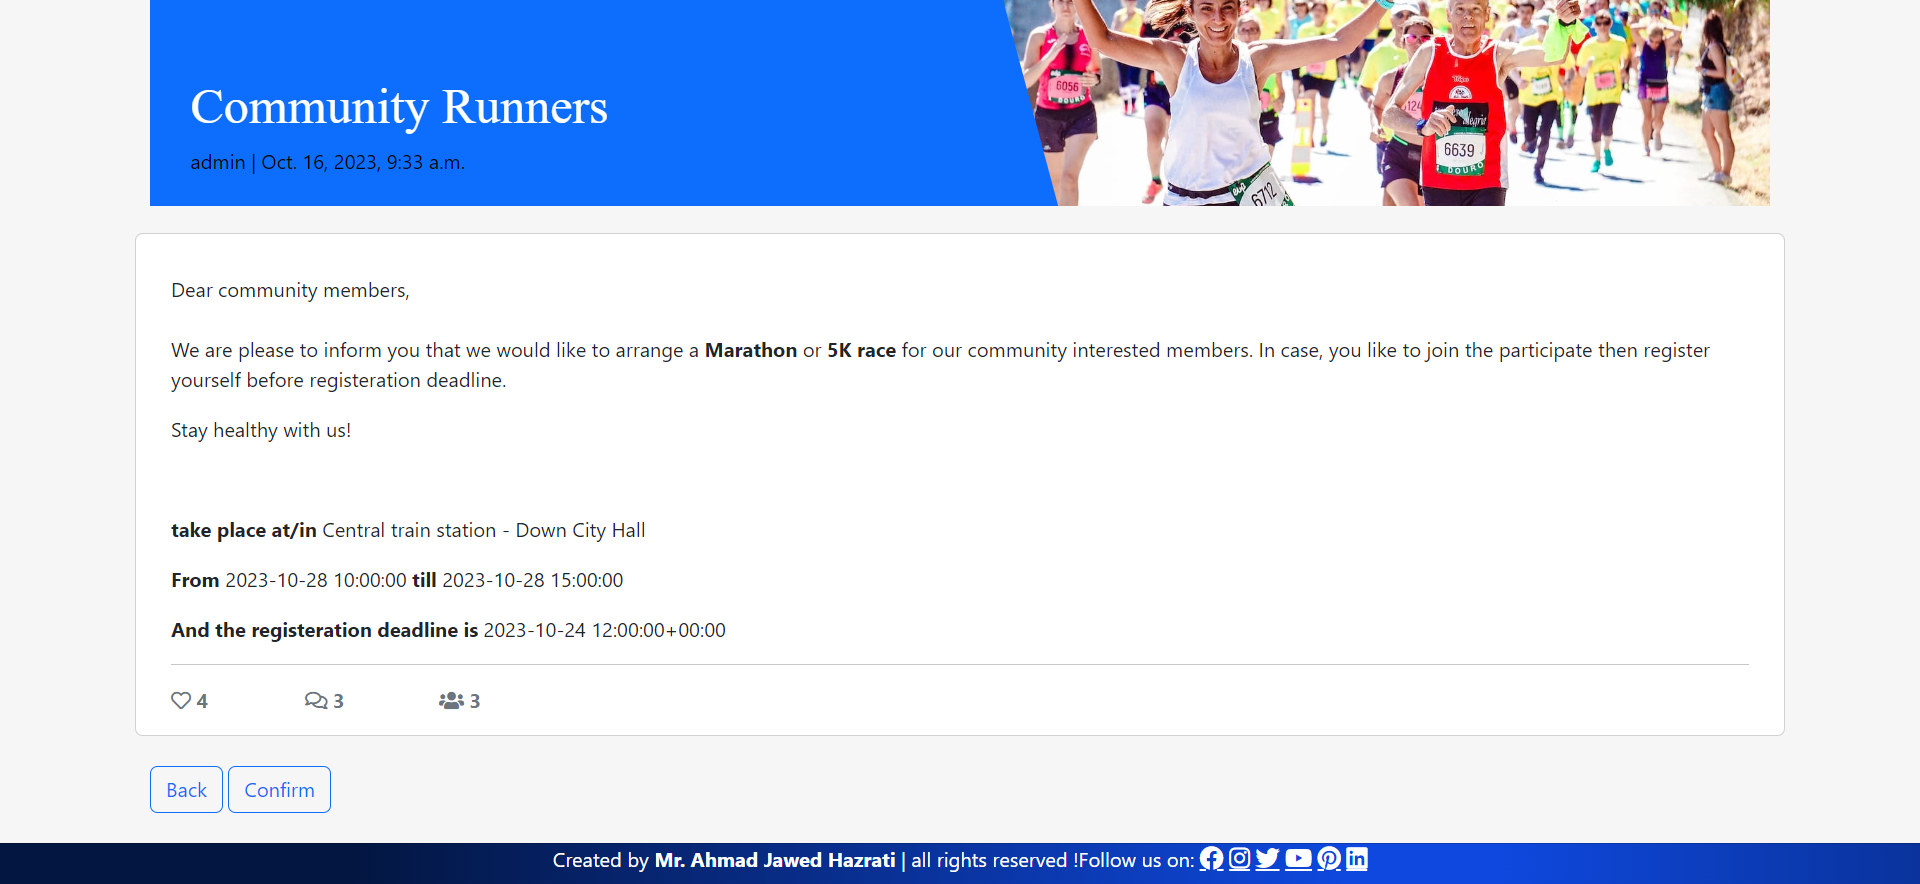 Community Runners
admin | Oct. 16, 2023, 9:33 a.m.
6056
124
6639
DOURO
6712
Dear community members,
We are please to inform you that we would like to arrange a Marathon or 5K race for our community interested members. In case, you like to join the participate then register
yourself before registeration deadline.
Stay healthy with us!
take place at/in Central train station - Down City Hall
From 2023-10-28 10:00:00 till 2023-10-28 15:00:00
And the registeration deadline is 2023-10-24 12:00:00+00:00
4 3 3
Back Confirm
Created by Mr. Ahmad Jawed Hazrati | all rights reserved !Follow us on: